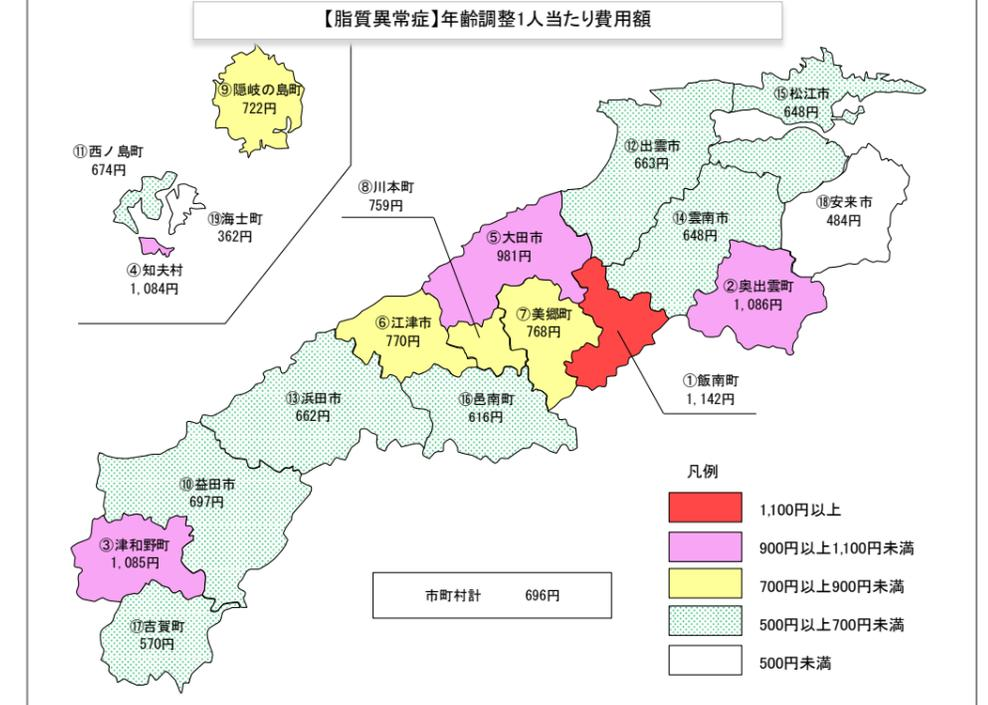 【脂質異常症】年齢調整1人当たり費用額
⑨隠岐の島町
722円
⑪西ノ島町
674円
⑲海士町
362円
④知夫村
1,084円
⑧川本町
759円
⑮松江市
648円
⑫出雲市
663円
⑱安来市
484円
⑭雲南市
648円
⑤大田市
981円
②奥出雲町
1,086円
⑦美郷町
768円
⑥江津市
770円
①飯南町
1,142円
⑬浜田市
662円
⑯邑南町
616円
⑩益田市
697円
③津和野町
1,085円
⑰吉賀町
570円
市町村計 696円
凡例
1,100円以上
900円以上1,100円未満
700円以上900円未満
500円以上700円未満
500円未満